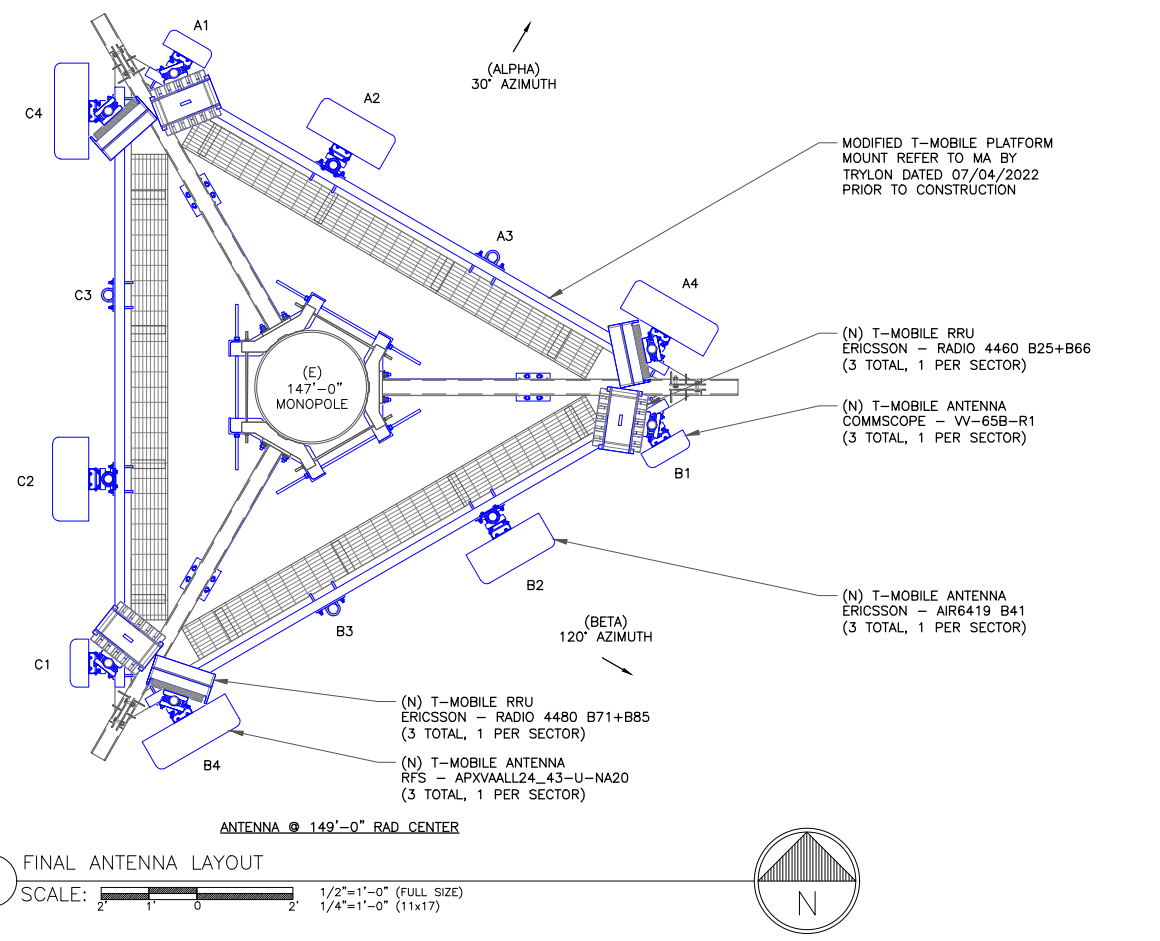 A1
(ALPHA)
30° AZIMUTH
A2
C4
MODIFIED T-MOBILE PLATFORM
MOUNT REFER TO MA BY
TRYLON DATED 07/04/2022
PRIOR TO CONSTRUCTION
A3
C3
A4
(N) T-MOBILE RRU
ERICSSON - RADIO 4460 B25+B66
(3 TOTAL, 1 PER SECTOR)
(E)
147'-0"
MONOPOLE
(N) T-MOBILE ANTENNA
COMMSCOPE - VV-65B-R1
(3 TOTAL, 1 PER SECTOR)
B1
C2
B2
(N) T-MOBILE ANTENNA
ERICSSON - AIR6419 B41
(3 TOTAL, 1 PER SECTOR)
B3
(BETA)
120° AZIMUTH
C1
(N) T-MOBILE RRU
ERICSSON - RADIO 4480 B71+B85
(3 TOTAL, 1 PER SECTOR)
B4
(N) T-MOBILE ANTENNA
RFS - APXVAALL24_43-U-NA20
(3 TOTAL, 1 PER SECTOR)
ANTENNA @ 149'-0" RAD CENTER
FINAL ANTENNA LAYOUT
SCALE:
2' 1' 0 2'
1/2"=1'-0" (FULL SIZE)
1/4"=1'-0" (11x17)
N